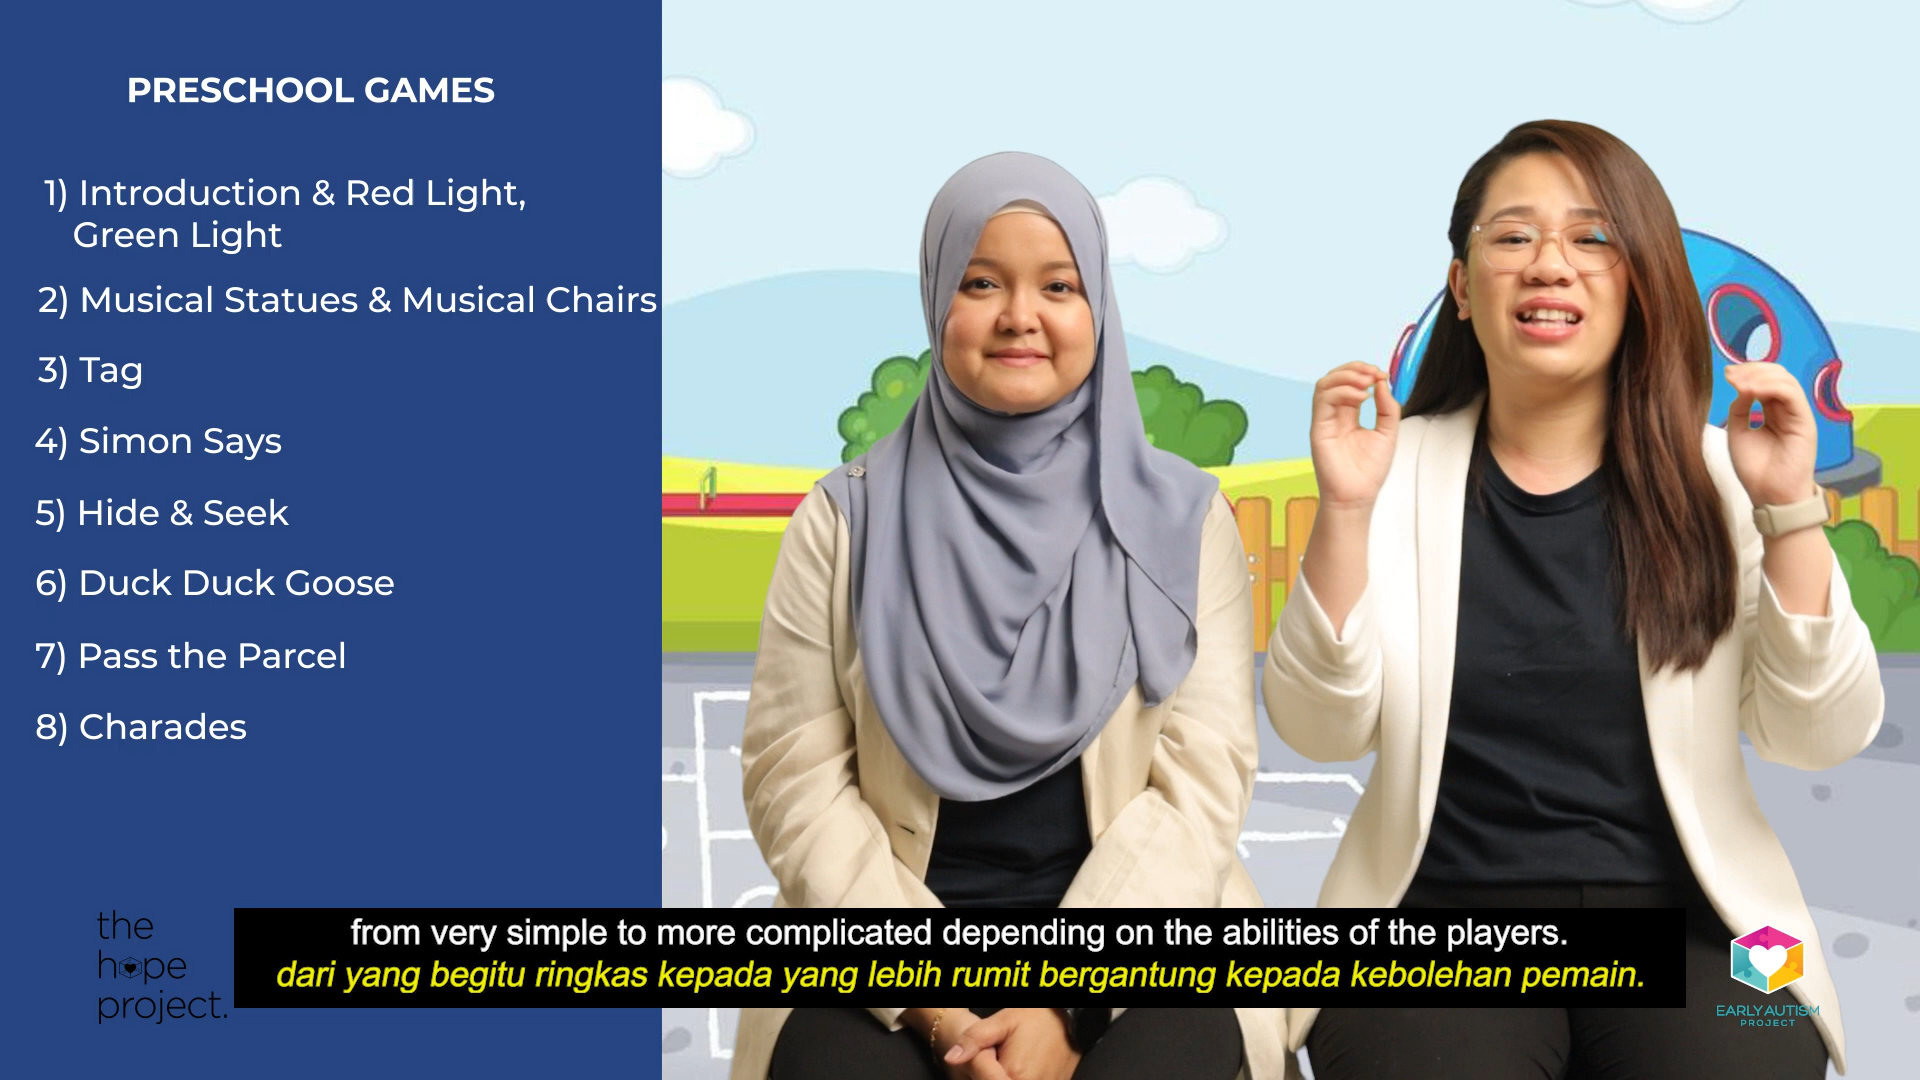 PRESCHOOL GAMES
1) Introduction & Red Light,
Green Light
2) Musical Statues & Musical Chairs
3) Tag
4) Simon Says
5) Hide & Seek
6) Duck Duck Goose
7) Pass the Parcel
8) Charades
the
hope
project.
from very simple to more complicated depending on the abilities of the players.
dari yang begitu ringkas kepada yang lebih rumit bergantung kepada kebolehan pemain.
EARLY AUTISM
PROJECT